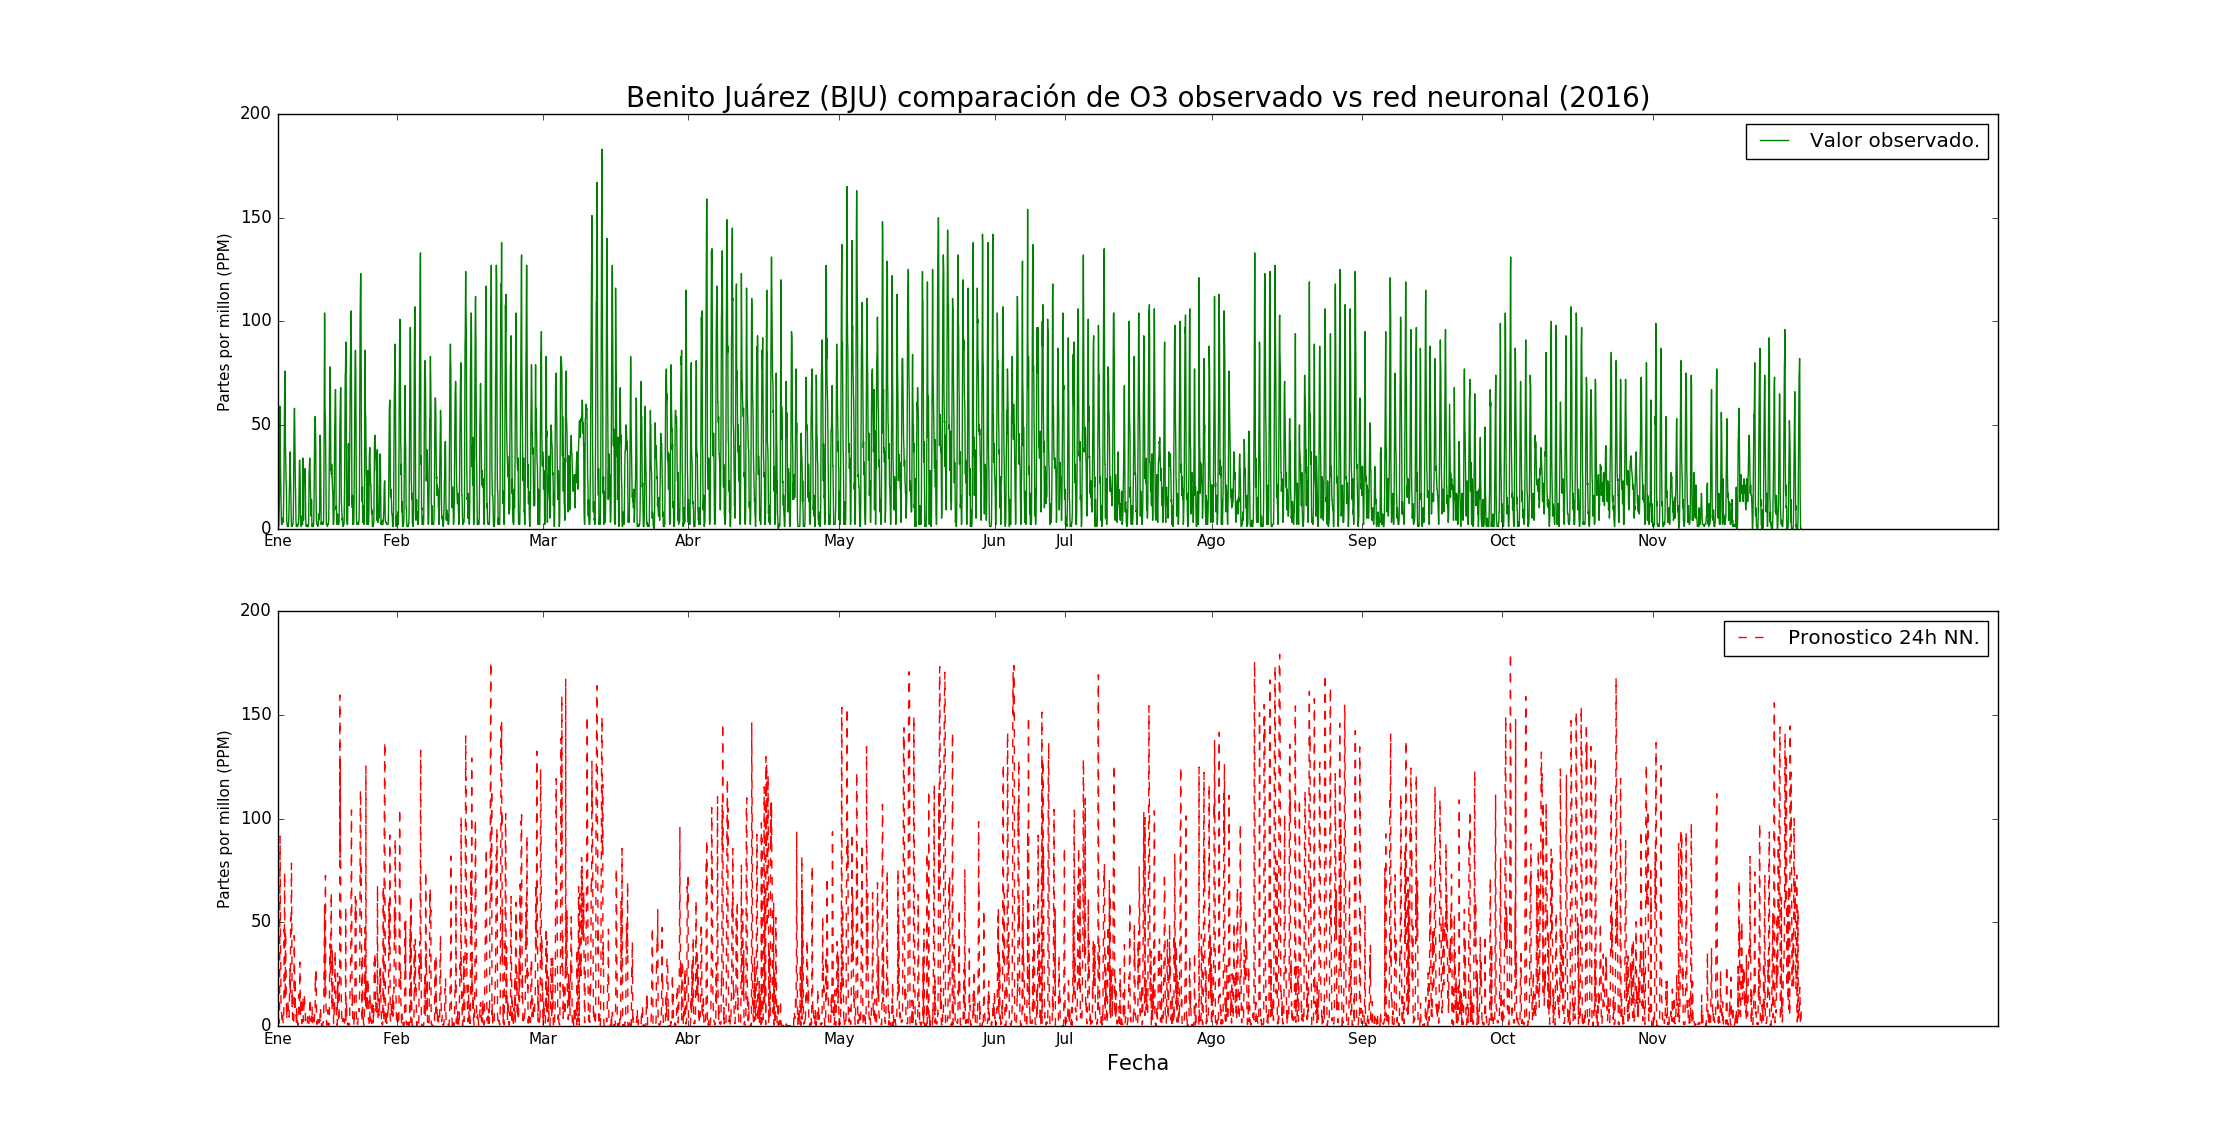 Benito Juárez (BJU) comparación de O3 observado vs red neuronal (2016)
200
150
100
50
0
Partes por millon (PPM)
Valor observado.
Ene Feb Mar Abr May Jun Jul Ago Sep Oct Nov
200
150
100
50
0
Partes por millon (PPM)
Pronostico 24h NN.
Ene Feb Mar Abr May Jun Jul Ago Sep Oct Nov
Fecha